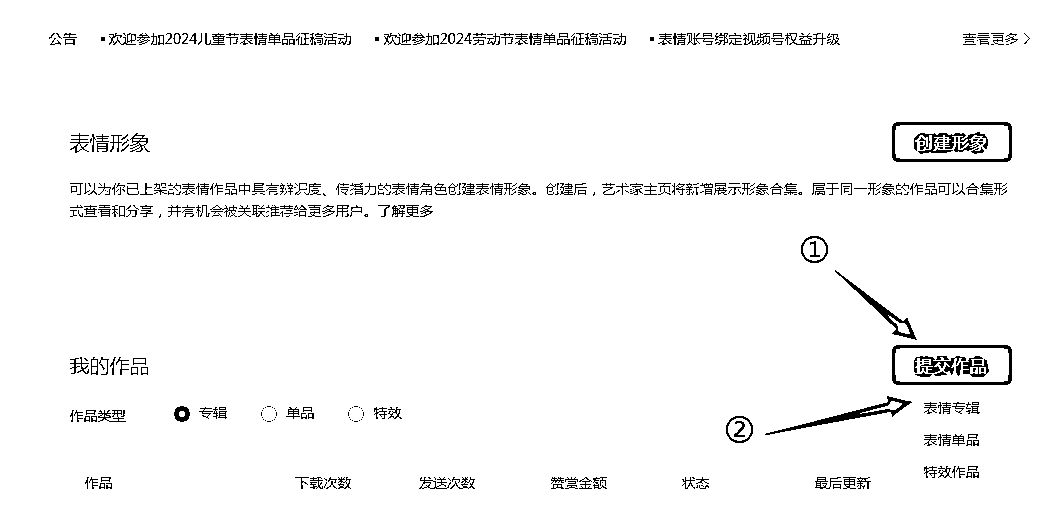 公告 ▪欢迎参加2024儿童节表情单品征稿活动 ▪欢迎参加2024劳动节表情单品征稿活动 ▪表情账号绑定视频号权益升级 查看更多 >
表情形象 创建形象
可以为你已上架的表情作品中具有辨识度、传播力的表情角色创建表情形象。创建后，艺术家主页将新增展示形象合集。属于同一形象的作品可以合集形
式查看和分享，并有机会被关联推荐给更多用户。了解更多
①
我的作品 提交作品
作品类型 专辑 单品 特效
表情专辑
②
表情单品
特效作品
作品 下载次数 发送次数 赞赏金额 状态 最后更新